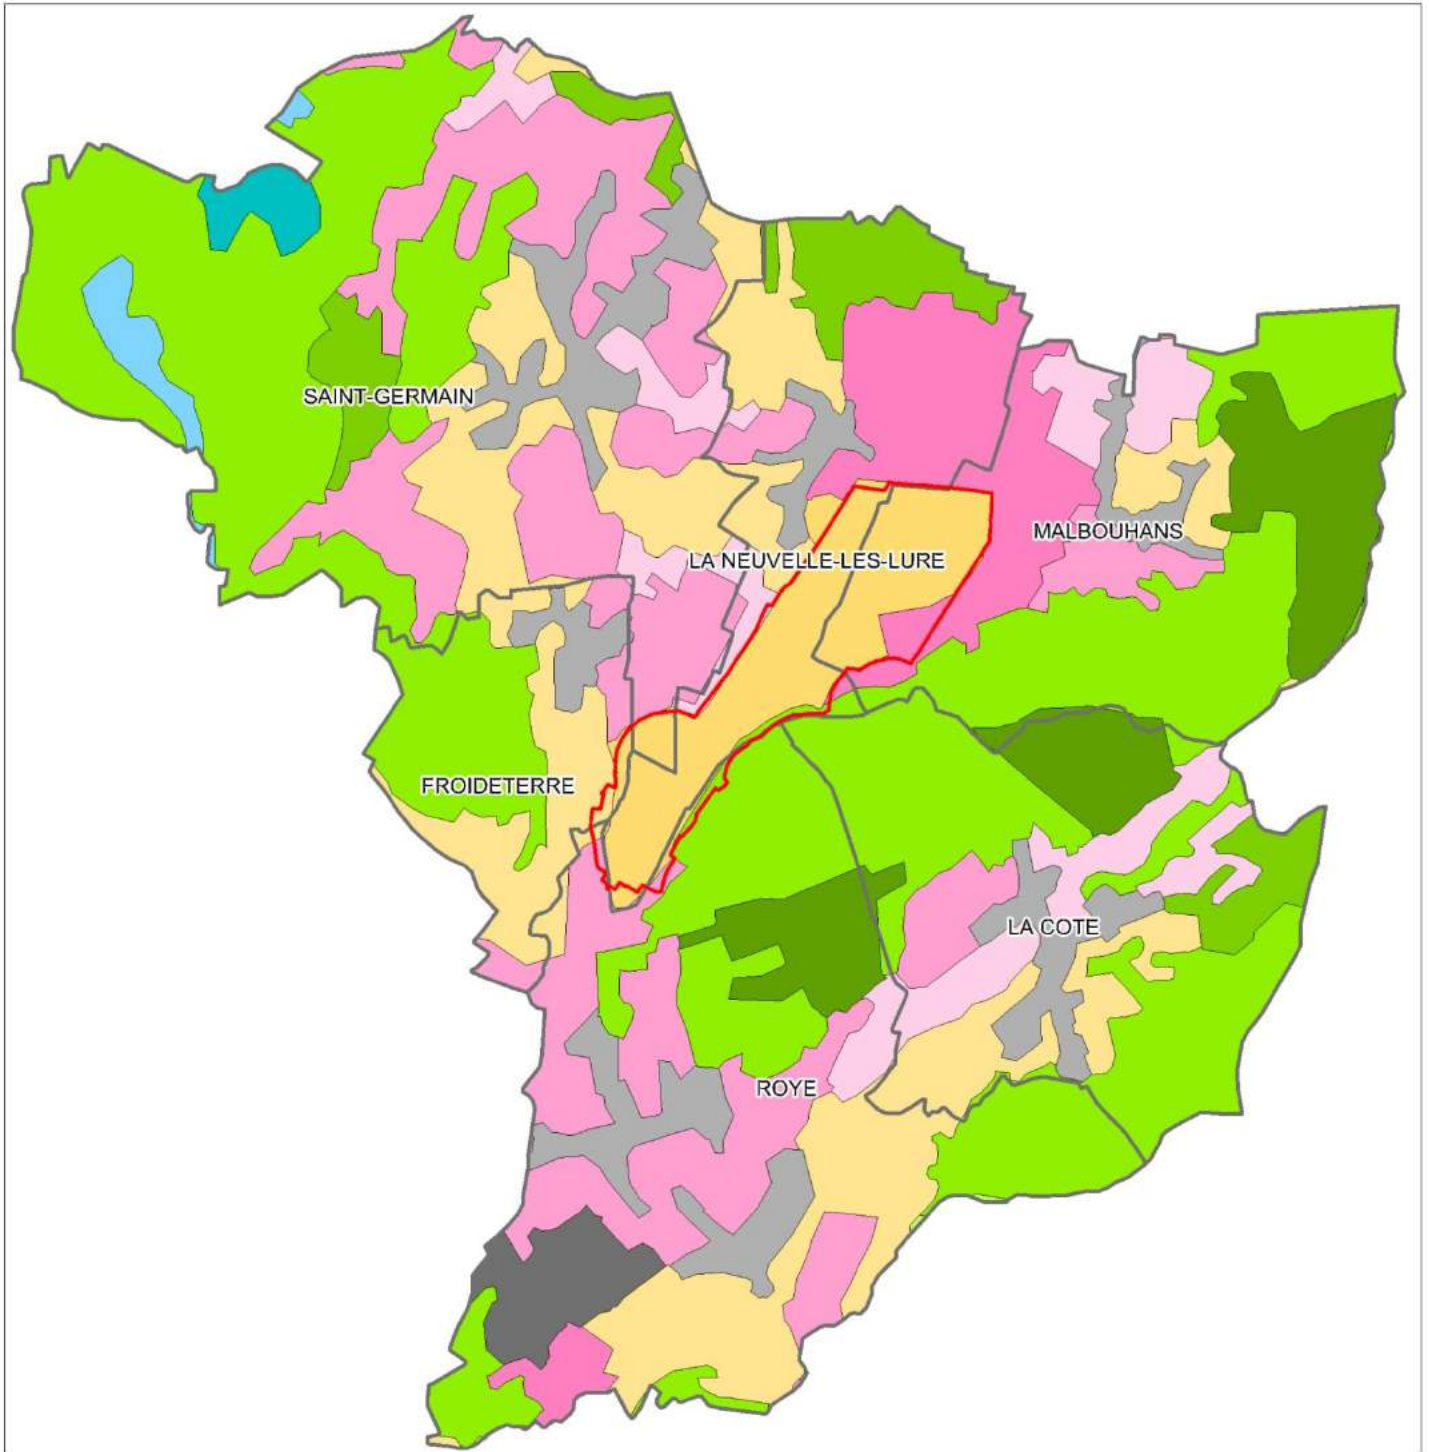 SAINT-GERMAIN
MALBOUHANS
LA NEUVELLE-LES-LURE
FROIDETERRE
LA COTE
ROYE